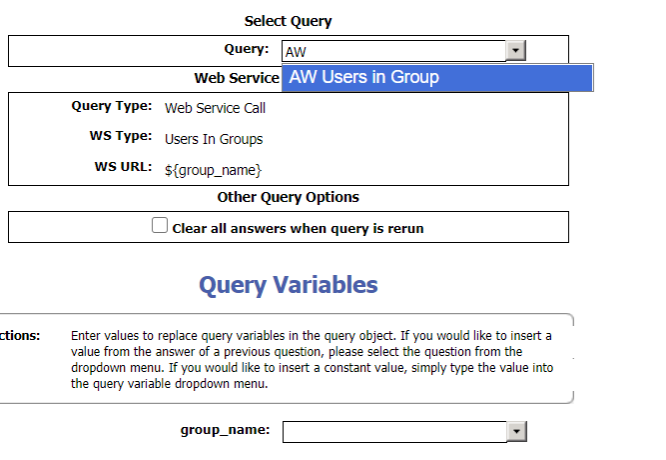 Select Query
Query: AW
AW Users in Group
Web Service
Query Type: Web Service Call
WS Type: Users In Groups
WS URL: ${group_name}
Other Query Options
Clear all answers when query is rerun
Query Variables
ctions: Enter values to replace query variables in the query object. If you would like to insert a
value from the answer of a previous question, please select the question from the
dropdown menu. If you would like to insert a constant value, simply type the value into
the query variable dropdown menu.
group_name: